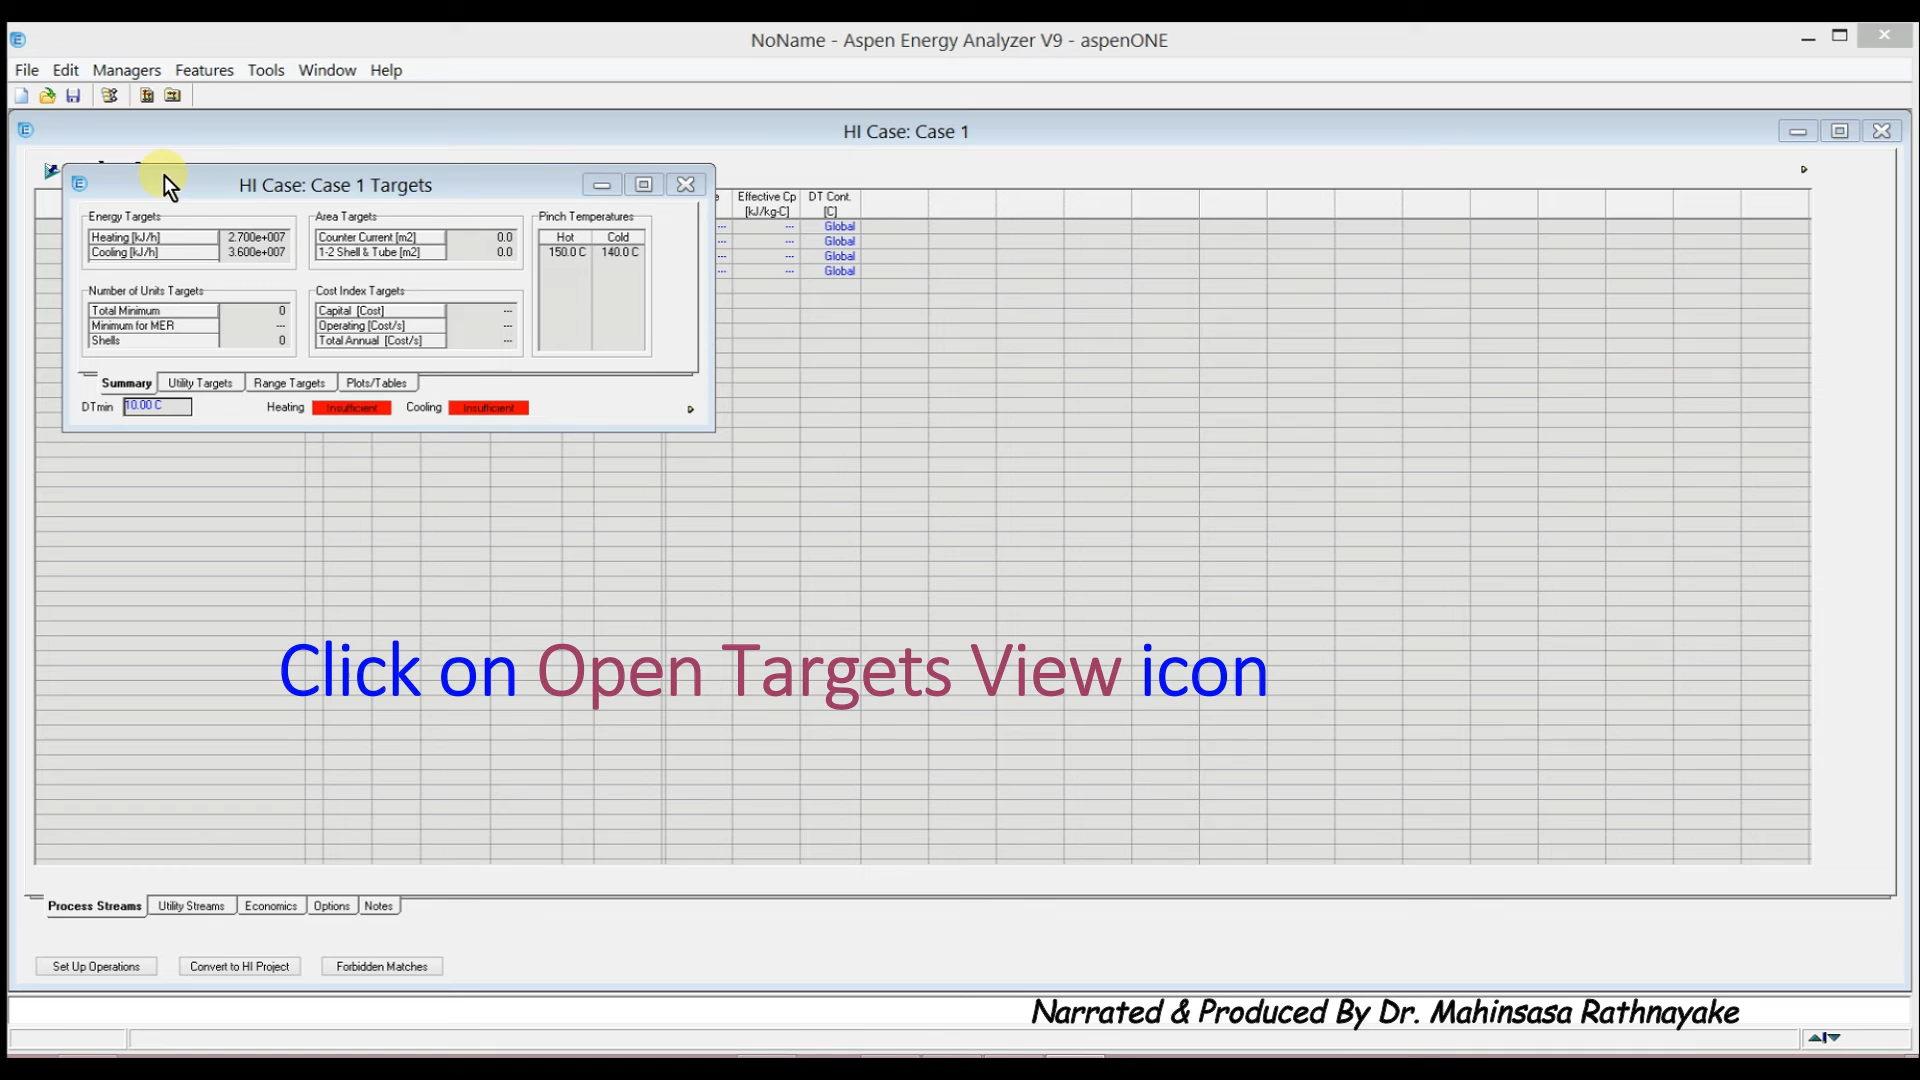 NoName - Aspen Energy Analyzer V9 - aspenONE
File Edit Managers Features Tools Window Help
HI Case: Case 1
HI Case: Case 1 Targets
Effective Cp DT Cont.
[kJ/kg-C] [C]
--- --- Global
--- --- Global
--- --- Global
--- --- Global
Energy Targets Area Targets Pinch Temperatures
Heating [kJ/h] 2.700e+007 Counter Current [m2] 0.0 Hot Cold
Cooling [kJ/h] 3.600e+007 1-2 Shell & Tube [m2] 0.0 150.0 C 140.0 C
Number of Units Targets Cost Index Targets
Total Minimum 0 Capital [Cost] ---
Minimum for MER --- Operating [Cost/s] ---
Shells 0 Total Annual [Cost/s] ---
Summary Utility Targets Range Targets Plots/Tables
DTmin 10.00 C Heating Insufficient Cooling Insufficient
Click on Open Targets View icon
Process Streams Utility Streams Economics Options Notes
Set Up Operations Convert to HI Project Forbidden Matches
Narrated & Produced By Dr. Mahinsasa Rathnayake